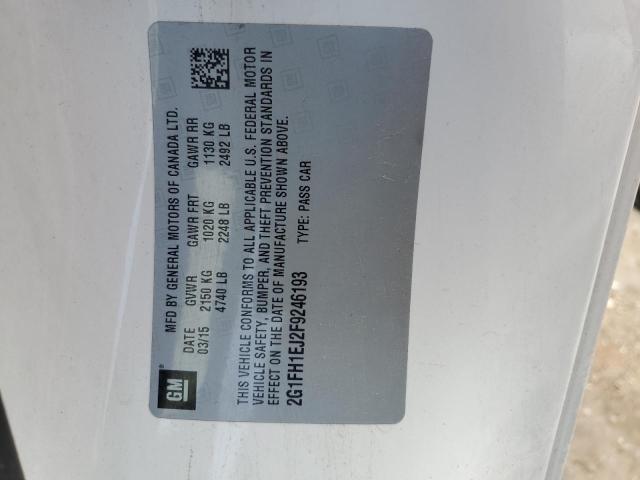 GM ®
MFD BY GENERAL MOTORS OF CANADA LTD.
DATE GVWR GAWR FRT GAWR RR
03/15 2150 KG 1020 KG 1130 KG
4740 LB 2248 LB 2492 LB
THIS VEHICLE CONFORMS TO ALL APPLICABLE U.S. FEDERAL MOTOR
VEHICLE SAFETY, BUMPER, AND THEFT PREVENTION STANDARDS IN
EFFECT ON THE DATE OF MANUFACTURE SHOWN ABOVE.
2G1FH1EJ2F9246193 TYPE: PASS CAR